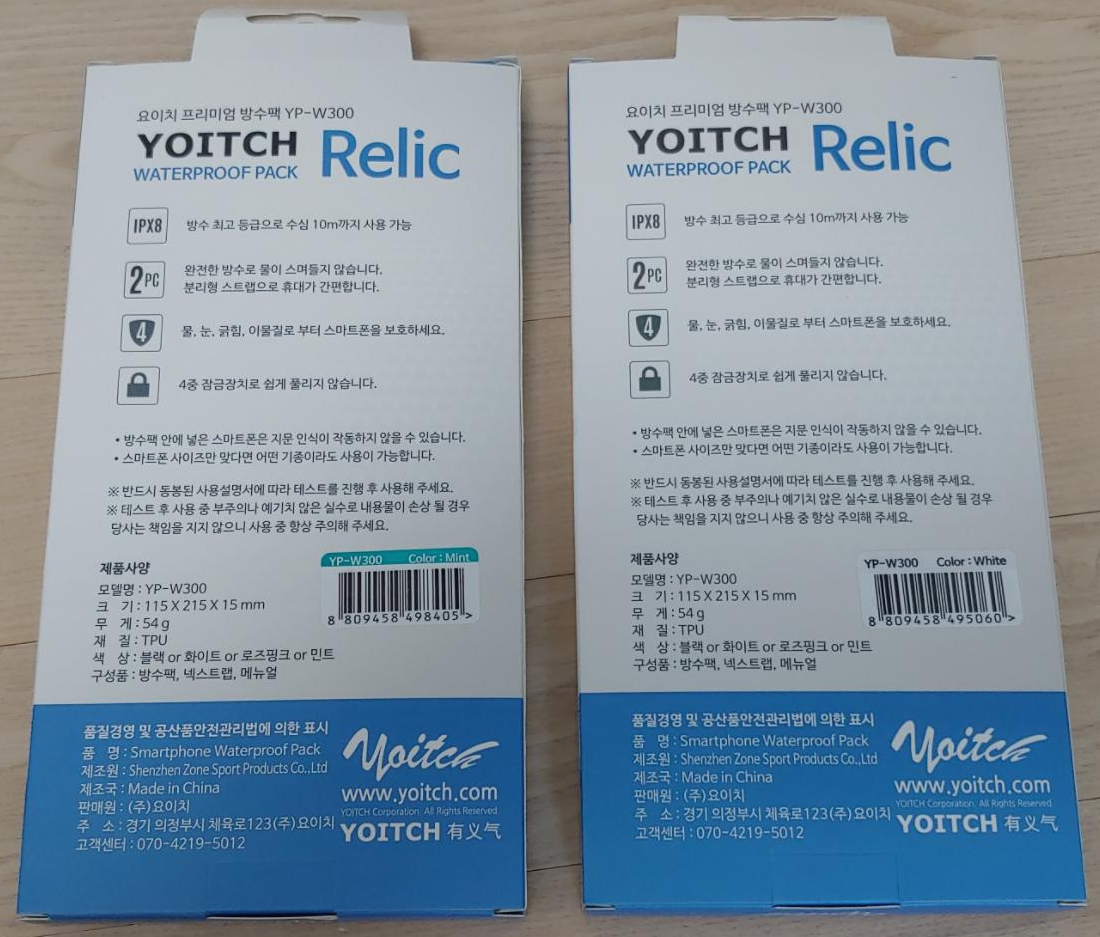 요이치 프리미엄 방수팩 YP-W300
YOITCH Relic
WATERPROOF PACK
IPX8 방수 최고 등급으로 수심 10m까지 사용 가능
2PC 완전한 방수로 물이 스며들지 않습니다.
분리형 스트랩으로 휴대가 간편합니다.
4 물, 눈, 긁힘, 이물질로 부터 스마트폰을 보호하세요.
4중 잠금장치로 쉽게 풀리지 않습니다.
• 방수팩 안에 넣은 스마트폰은 지문 인식이 작동하지 않을 수 있습니다.
• 스마트폰 사이즈만 맞다면 어떤 기종이라도 사용이 가능합니다.
※ 반드시 동봉된 사용설명서에 따라 테스트를 진행 후 사용해 주세요.
※ 테스트 후 사용 중 부주의나 예기치 않은 실수로 내용물이 손상 될 경우
당사는 책임을 지지 않으니 사용 중 항상 주의해 주세요.
제품사양
모델명 : YP-W300
크 기 : 115 X 215 X 15 mm
무 게 : 54 g
재 질 : TPU
색 상 : 블랙 or 화이트 or 로즈핑크 or 민트
구성품 : 방수팩, 넥스트랩, 메뉴얼
YP-W300 Color : Mint
8 809458 498405 >
품질경영 및 공산품안전관리법에 의한 표시
품 명 : Smartphone Waterproof Pack
제조원 : Shenzhen Zone Sport Products Co.,Ltd
제조국 : Made in China
판매원 : (주)요이치
주 소 : 경기 의정부시 체육로123(주)요이치
고객센터 : 070-4219-5012
Yoitch
www.yoitch.com
YOITCH Corporation. All Rights Reserved
YOITCH 有义气
요이치 프리미엄 방수팩 YP-W300
YOITCH Relic
WATERPROOF PACK
IPX8 방수 최고 등급으로 수심 10m까지 사용 가능
2PC 완전한 방수로 물이 스며들지 않습니다.
분리형 스트랩으로 휴대가 간편합니다.
4 물, 눈, 긁힘, 이물질로 부터 스마트폰을 보호하세요.
4중 잠금장치로 쉽게 풀리지 않습니다.
• 방수팩 안에 넣은 스마트폰은 지문 인식이 작동하지 않을 수 있습니다.
• 스마트폰 사이즈만 맞다면 어떤 기종이라도 사용이 가능합니다.
※ 반드시 동봉된 사용설명서에 따라 테스트를 진행 후 사용해 주세요.
※ 테스트 후 사용 중 부주의나 예기치 않은 실수로 내용물이 손상 될 경우
당사는 책임을 지지 않으니 사용 중 항상 주의해 주세요.
제품사양
모델명 : YP-W300
크 기 : 115 X 215 X 15 mm
무 게 : 54 g
재 질 : TPU
색 상 : 블랙 or 화이트 or 로즈핑크 or 민트
구성품 : 방수팩, 넥스트랩, 메뉴얼
YP-W300 Color : White
8 809458 495060 >
품질경영 및 공산품안전관리법에 의한 표시
품 명 : Smartphone Waterproof Pack
제조원 : Shenzhen Zone Sport Products Co.,Ltd
제조국 : Made in China
판매원 : (주)요이치
주 소 : 경기 의정부시 체육로123(주)요이치
고객센터 : 070-4219-5012
Yoitch
www.yoitch.com
YOITCH Corporation. All Rights Reserved
YOITCH 有义气